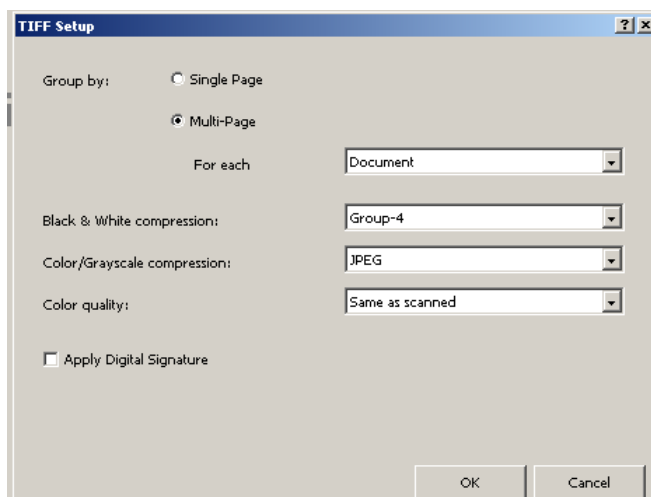 TIFF Setup
Group by: Single Page
Multi-Page
For each Document
Black & White compression: Group-4
Color/Grayscale compression: JPEG
Color quality: Same as scanned
Apply Digital Signature
OK Cancel